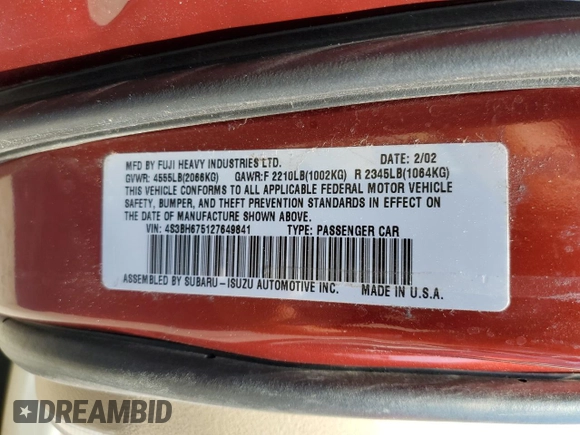 MFD BY FUJI HEAVY INDUSTRIES LTD. DATE: 2/02
GVWR: 4555LB(2066KG) GAWR:F 2210LB(1002KG) R 2345LB(1064KG)
THIS VEHICLE CONFORMS TO ALL APPLICABLE FEDERAL MOTOR VEHICLE
SAFETY, BUMPER, AND THEFT PREVENTION STANDARDS IN EFFECT ON
THE DATE OF MANUFACTURE SHOWN ABOVE.
VIN: 4S3BH675127649841 TYPE: PASSENGER CAR
ASSEMBLED BY SUBARU-ISUZU AUTOMOTIVE INC. MADE IN U.S.A.
DREAMBID